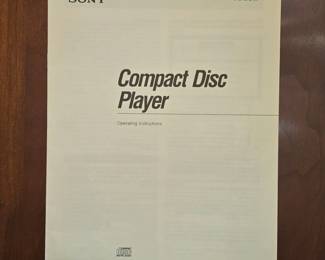 SONY
Compact Disc
Player
Operating Instructions